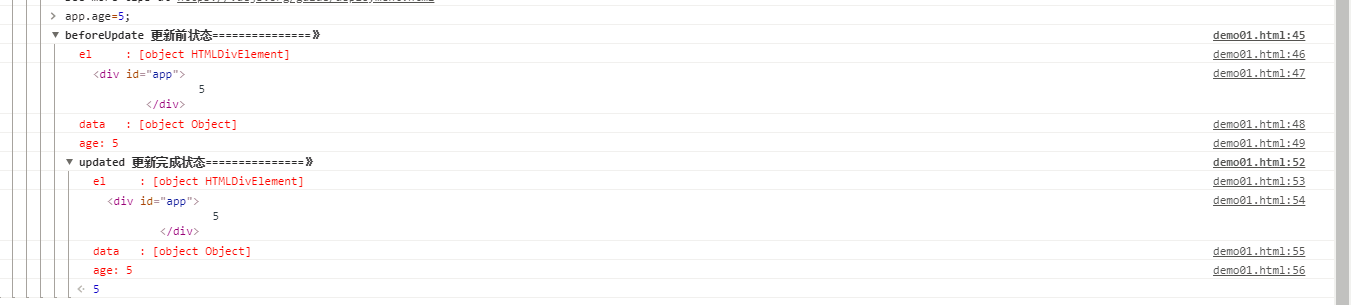 > app.age=5;
▼ beforeUpdate 更新前状态===============》 demo01.html:45
el     : [object HTMLDivElement] demo01.html:46
<div id="app"> demo01.html:47
5
</div>
data   : [object Object] demo01.html:48
age: 5 demo01.html:49
▼ updated 更新完成状态===============》 demo01.html:52
el     : [object HTMLDivElement] demo01.html:53
<div id="app"> demo01.html:54
5
</div>
data   : [object Object] demo01.html:55
age: 5 demo01.html:56
5